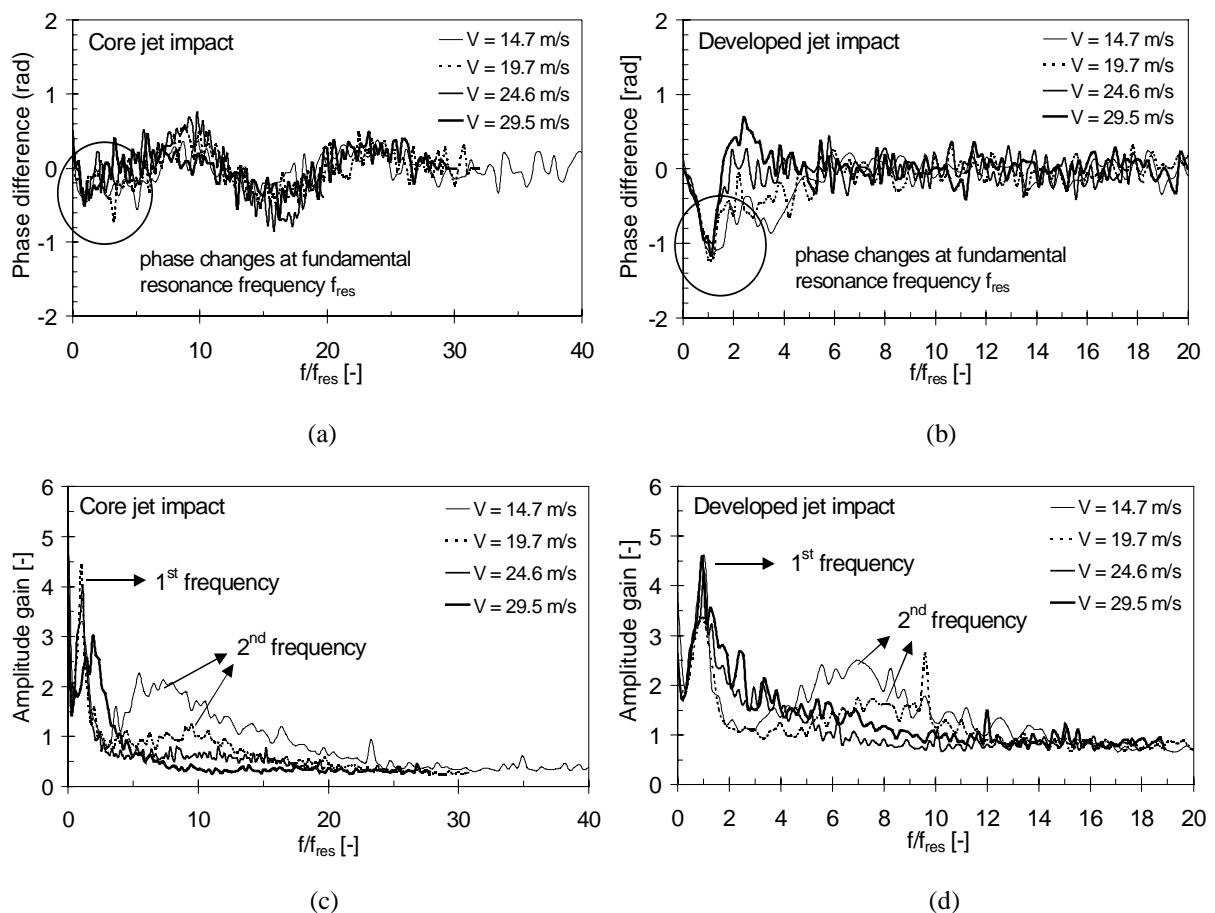 2
1
0
-1
-2
Phase difference (rad)
Core jet impact
V = 14.7 m/s
V = 19.7 m/s
V = 24.6 m/s
V = 29.5 m/s
phase changes at fundamental
resonance frequency fres
0 10 20 30 40
f/fres [-]
(a)
2
1
0
-1
-2
Phase difference [rad]
Developed jet impact
V = 14.7 m/s
V = 19.7 m/s
V = 24.6 m/s
V = 29.5 m/s
phase changes at fundamental
resonance frequency fres
0 2 4 6 8 10 12 14 16 18 20
f/fres [-]
(b)
6
5
4
3
2
1
0
Amplitude gain [-]
Core jet impact
V = 14.7 m/s
V = 19.7 m/s
V = 24.6 m/s
V = 29.5 m/s
1st frequency
2nd frequency
0 10 20 30 40
f/fres [-]
(c)
6
5
4
3
2
1
0
Amplitude gain [-]
Developed jet impact
V = 14.7 m/s
V = 19.7 m/s
V = 24.6 m/s
V = 29.5 m/s
1st frequency
2nd frequency
0 2 4 6 8 10 12 14 16 18 20
f/fres [-]
(d)